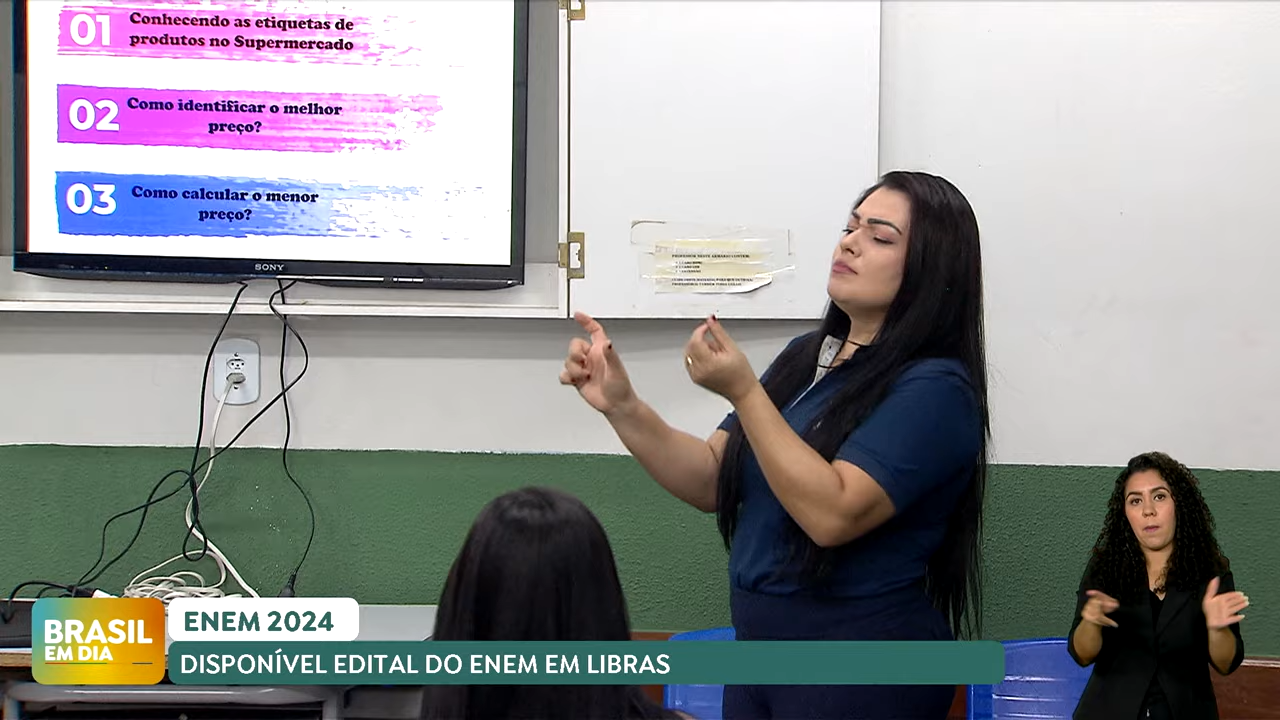 01
Conhecendo as etiquetas de
produtos no Supermercado
02
Como identificar o melhor
preço?
03
Como calcular o menor
preço?
SONY
BRASIL
EM DIA
ENEM 2024
DISPONÍVEL EDITAL DO ENEM EM LIBRAS